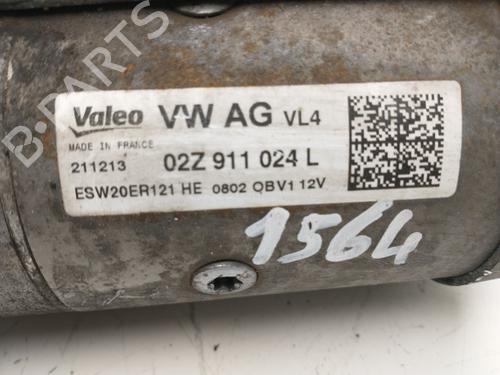 Valeo VW AG VL4
MADE IN FRANCE
211213 02Z 911 024 L
ESW20ER121 HE 0802 QBV1 12V
1564
B-PARTS